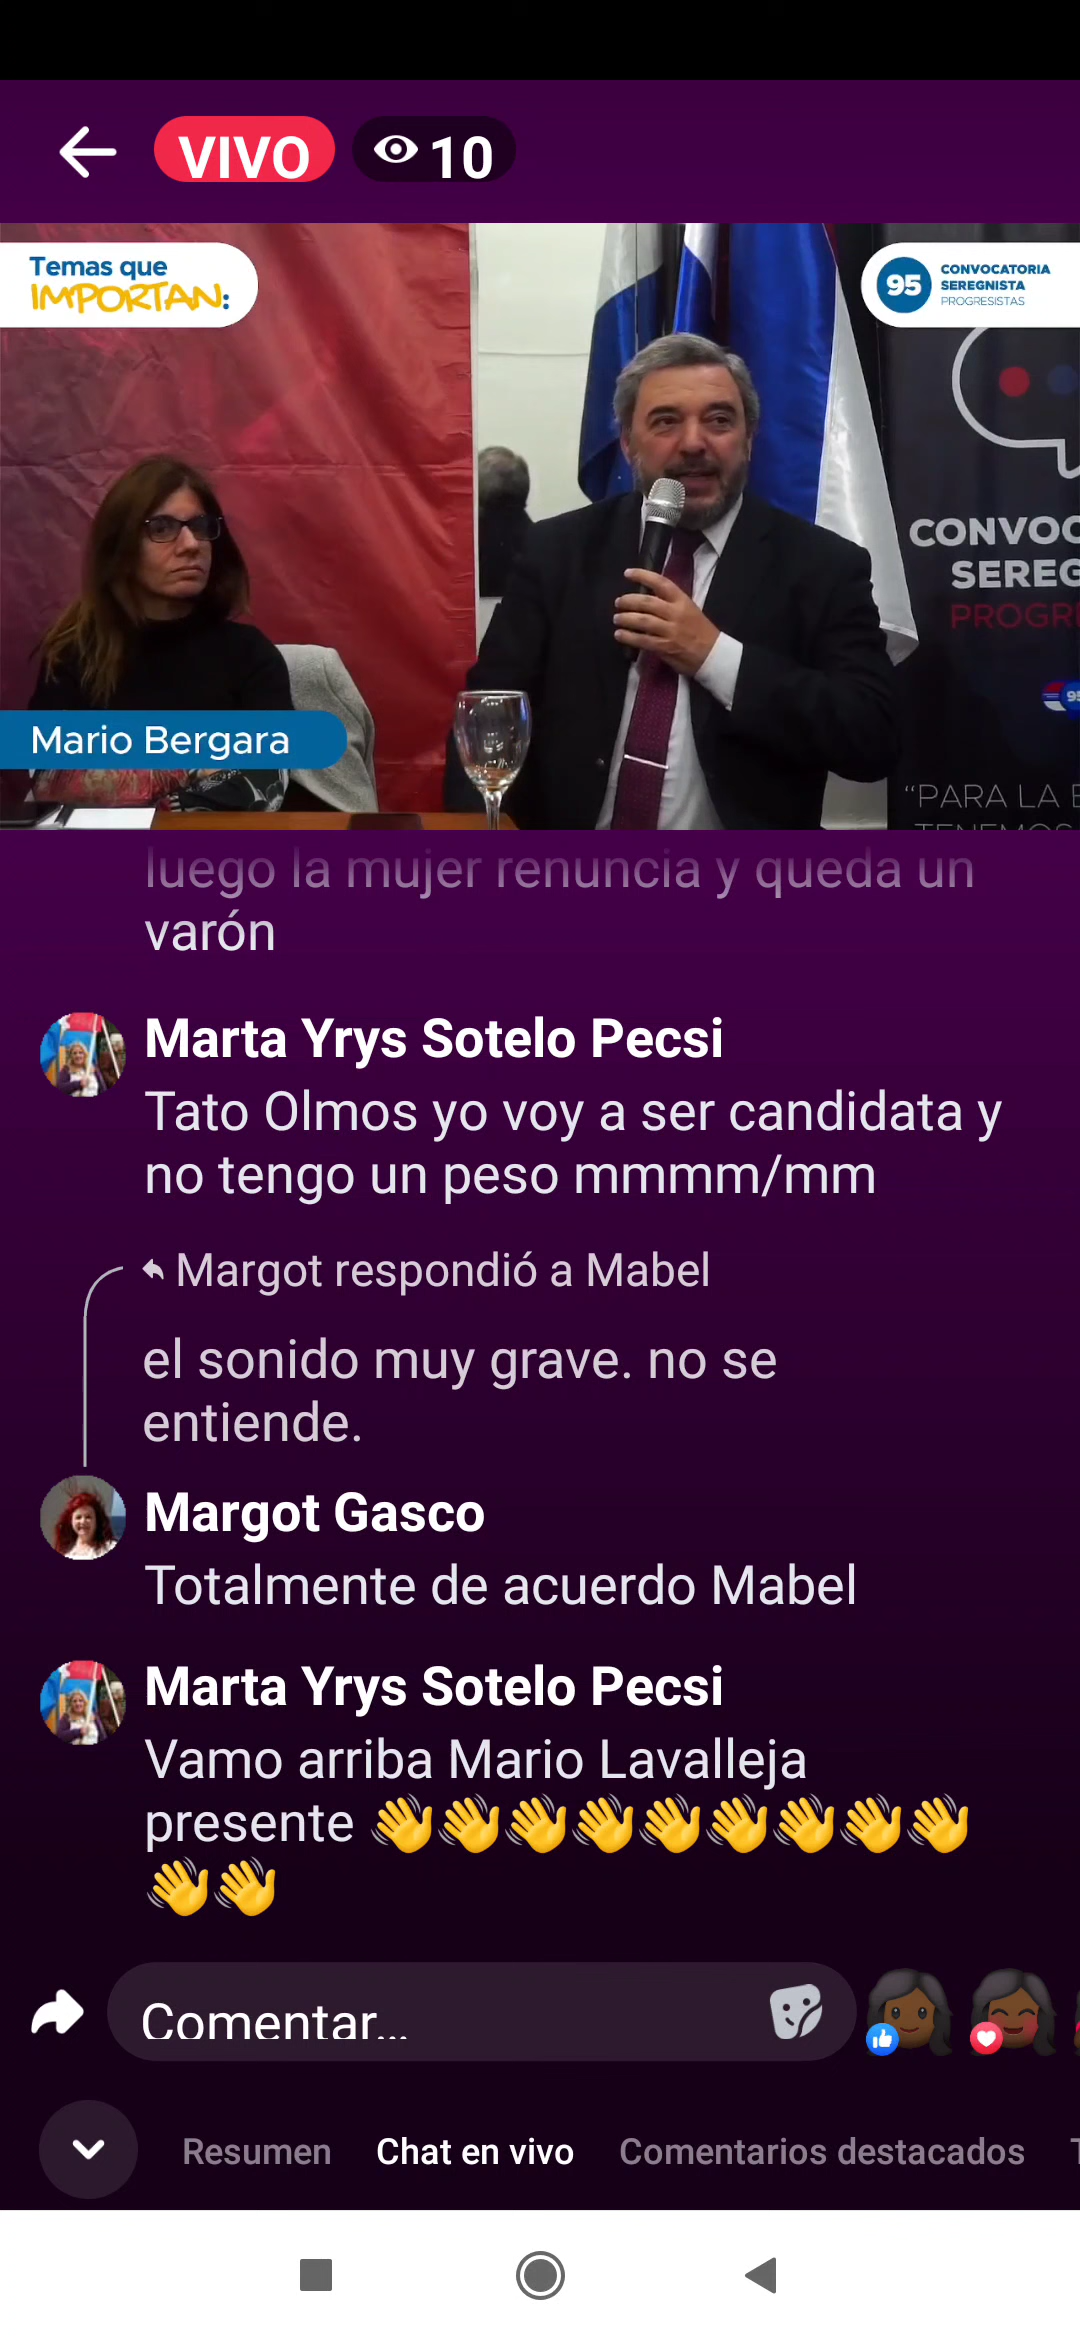 VIVO
10
Temas que
IMPORTAN:
95
CONVOCATORIA
SEREGNISTA
PROGRESISTAS
CONVOC
SEREG
PROGR
95
Mario Bergara
“PARA LA E
TENEMOS
luego la mujer renuncia y queda un
varón
Marta Yrys Sotelo Pecsi
Tato Olmos yo voy a ser candidata y
no tengo un peso mmmm/mm
Margot respondió a Mabel
el sonido muy grave. no se
entiende.
Margot Gasco
Totalmente de acuerdo Mabel
Marta Yrys Sotelo Pecsi
Vamo arriba Mario Lavalleja
presente 👋👋👋👋👋👋👋👋👋
👋👋
Comentar...
Resumen
Chat en vivo
Comentarios destacados